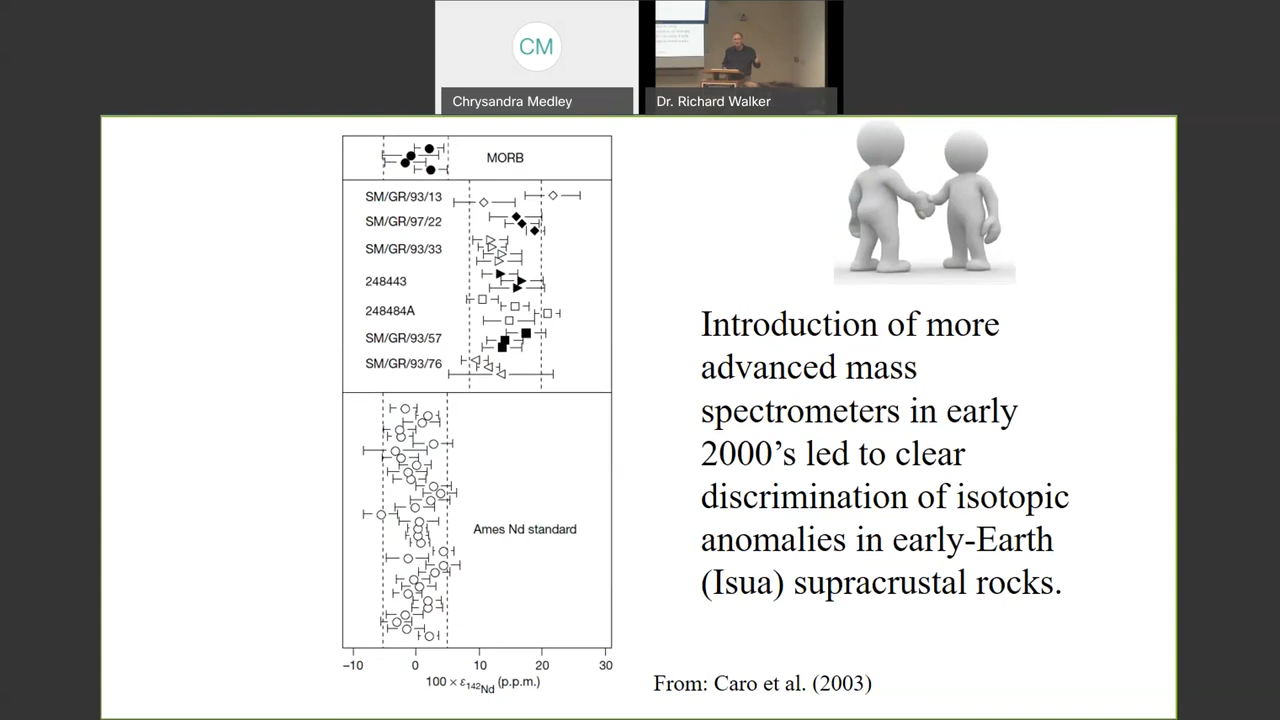 CM
Chrysandra Medley
Dr. Richard Walker
MORB
SM/GR/93/13
SM/GR/97/22
SM/GR/93/33
248443
248484A
SM/GR/93/57
SM/GR/93/76
Ames Nd standard
−10 0 10 20 30
100 × ε142Nd (p.p.m.)
Introduction of more
advanced mass
spectrometers in early
2000’s led to clear
discrimination of isotopic
anomalies in early-Earth
(Isua) supracrustal rocks.
From: Caro et al. (2003)